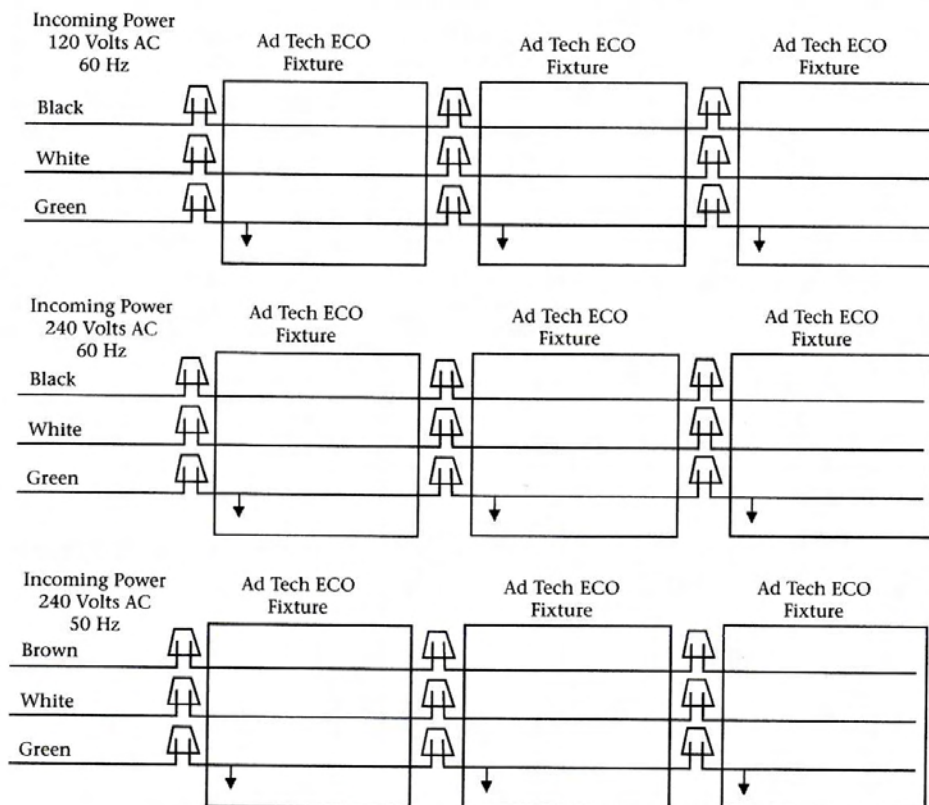 Incoming Power
120 Volts AC
60 Hz
Ad Tech ECO
Fixture
Ad Tech ECO
Fixture
Ad Tech ECO
Fixture
Black
White
Green
Incoming Power
240 Volts AC
60 Hz
Ad Tech ECO
Fixture
Ad Tech ECO
Fixture
Ad Tech ECO
Fixture
Black
White
Green
Incoming Power
240 Volts AC
50 Hz
Ad Tech ECO
Fixture
Ad Tech ECO
Fixture
Ad Tech ECO
Fixture
Brown
White
Green